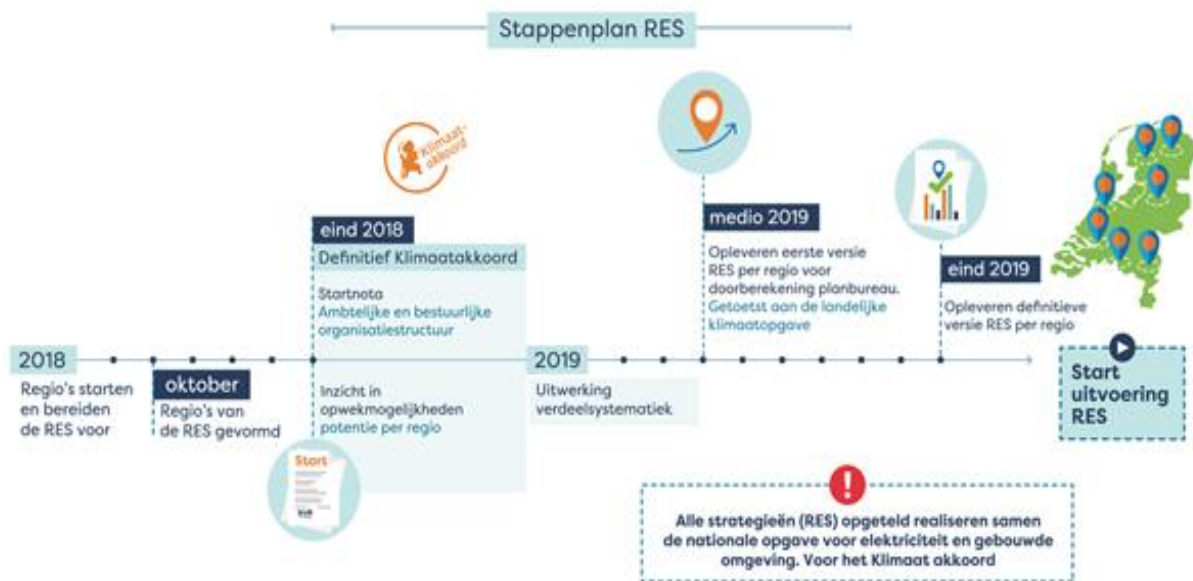 Stappenplan RES
Klimaat-
akkoord
eind 2018
Definitief Klimaatakkoord
Startnota
Ambtelijke en bestuurlijke
organisatiestructuur
medio 2019
Opleveren eerste versie
RES per regio voor
doorberekening planbureau.
Getoetst aan de landelijke
klimaatopgave
eind 2019
Opleveren definitieve
versie RES per regio
2018
Regio's starten
en bereiden
de RES voor
oktober
Regio's van
de RES gevormd
Inzicht in
opwekmogelijkheden
potentie per regio
Start
2019
Uitwerking
verdeelsystematiek
Start
uitvoering
RES
!
Alle strategieën (RES) opgeteld realiseren samen
de nationale opgave voor elektriciteit en gebouwde
omgeving. Voor het Klimaat akkoord